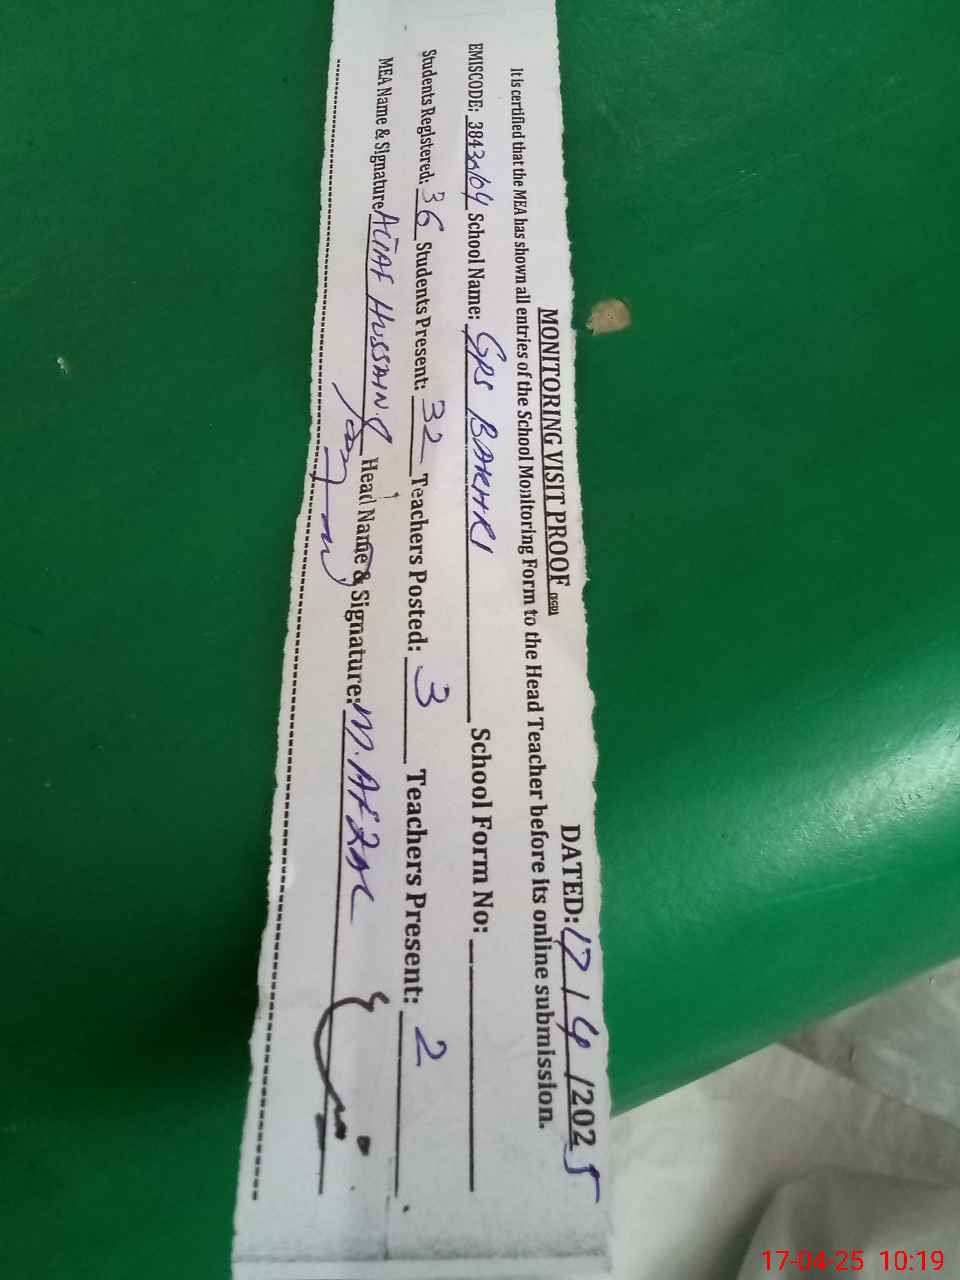 MONITORING VISIT PROOF (SGD)
DATED: 17/4/2025
It is certified that the MEA has shown all entries of the School Monitoring Form to the Head Teacher before its online submission.
EMISCODE: School Name: GPS BAKHRI School Form No:
Students Registered: 36 Students Present: 32 Teachers Posted: 3 Teachers Present: 2
MEA Name & Signature ALTAF HUSSAIN Head Name & Signature: M. AFZAL
17-04-25 10:19